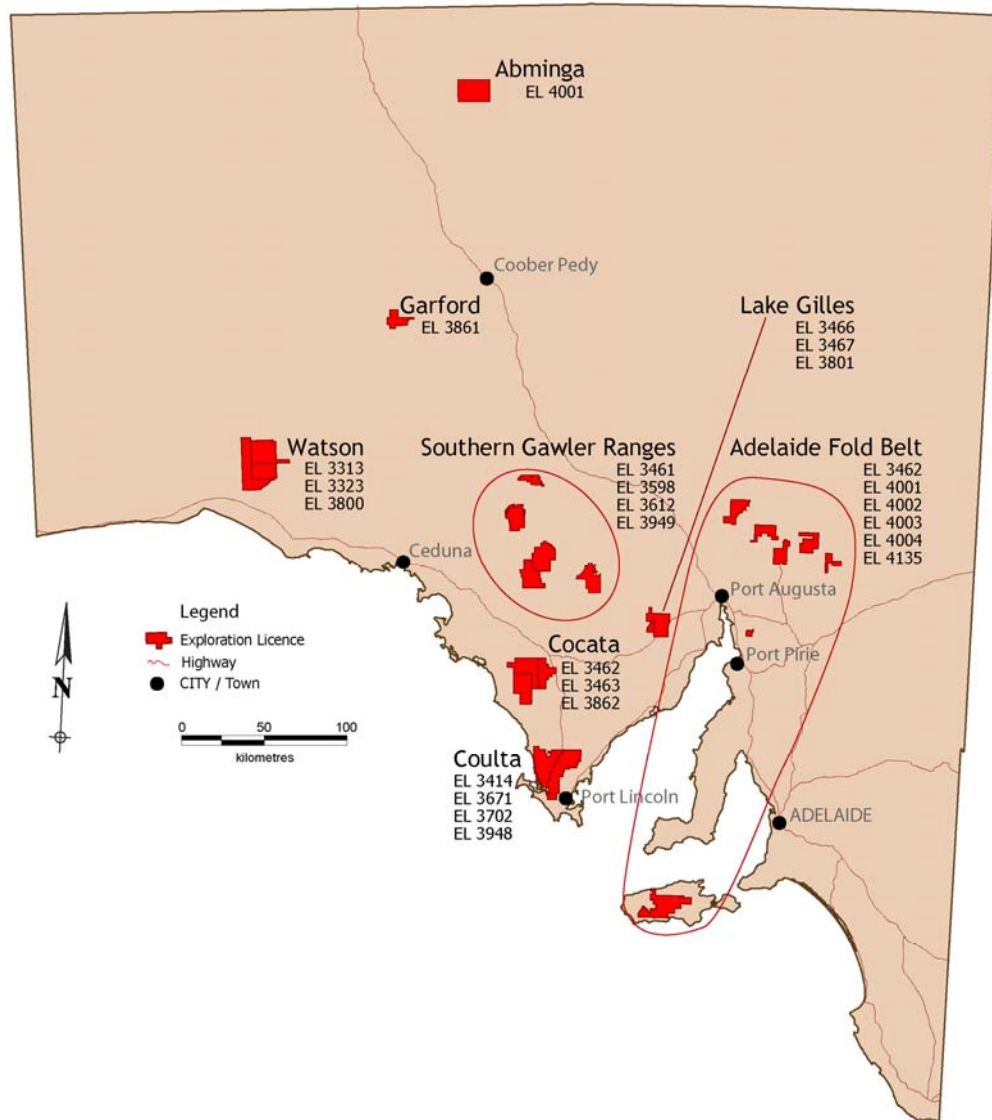 Abminga
EL 4001
Coober Pedy
Garford
EL 3861
Lake Gilles
EL 3466
EL 3467
EL 3801
Watson
EL 3313
EL 3323
EL 3800
Southern Gawler Ranges
EL 3461
EL 3598
EL 3612
EL 3949
Adelaide Fold Belt
EL 3462
EL 4001
EL 4002
EL 4003
EL 4004
EL 4135
Ceduna
Port Augusta
Legend
Exploration Licence
Highway
CITY / Town
N
0 50 100
kilometres
Cocata
EL 3462
EL 3463
EL 3862
Port Pirie
Coulta
EL 3414
EL 3671
EL 3702
EL 3948
Port Lincoln
ADELAIDE